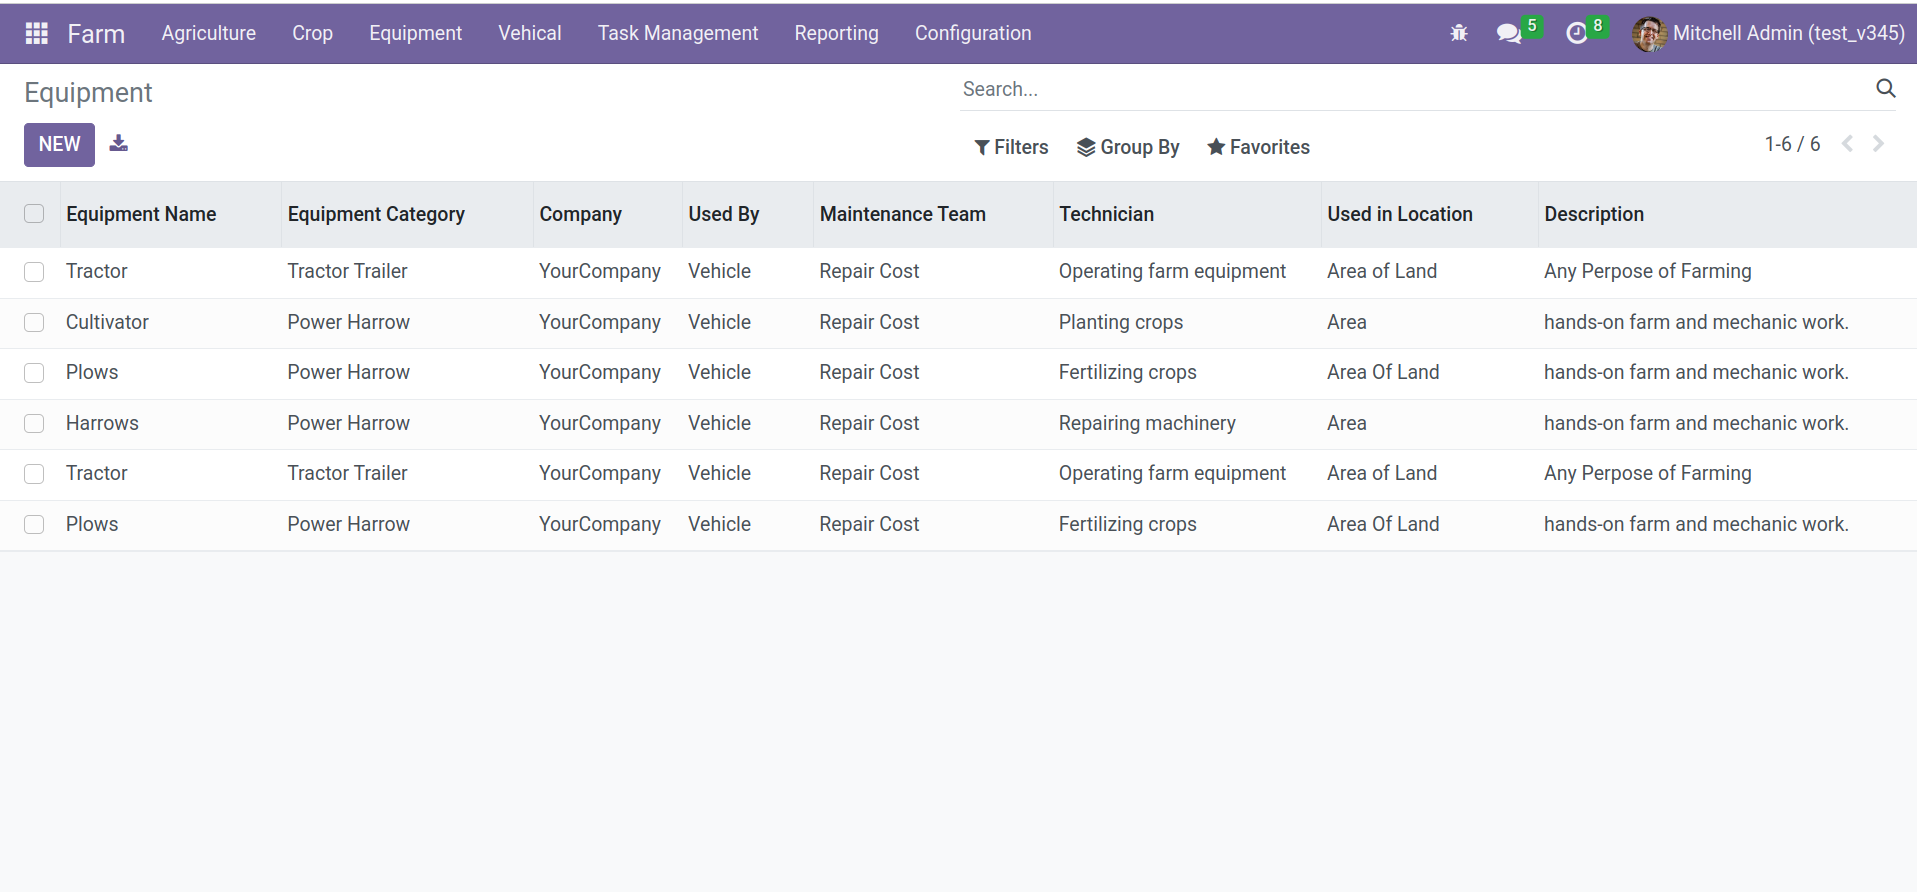 Farm Agriculture Crop Equipment Vehical Task Management Reporting Configuration 5 8 Mitchell Admin (test_v345)
Equipment Search...
NEW Filters Group By Favorites 1-6 / 6
Equipment Name Equipment Category Company Used By Maintenance Team Technician Used in Location Description
Tractor Tractor Trailer YourCompany Vehicle Repair Cost Operating farm equipment Area of Land Any Perpose of Farming
Cultivator Power Harrow YourCompany Vehicle Repair Cost Planting crops Area hands-on farm and mechanic work.
Plows Power Harrow YourCompany Vehicle Repair Cost Fertilizing crops Area Of Land hands-on farm and mechanic work.
Harrows Power Harrow YourCompany Vehicle Repair Cost Repairing machinery Area hands-on farm and mechanic work.
Tractor Tractor Trailer YourCompany Vehicle Repair Cost Operating farm equipment Area of Land Any Perpose of Farming
Plows Power Harrow YourCompany Vehicle Repair Cost Fertilizing crops Area Of Land hands-on farm and mechanic work.